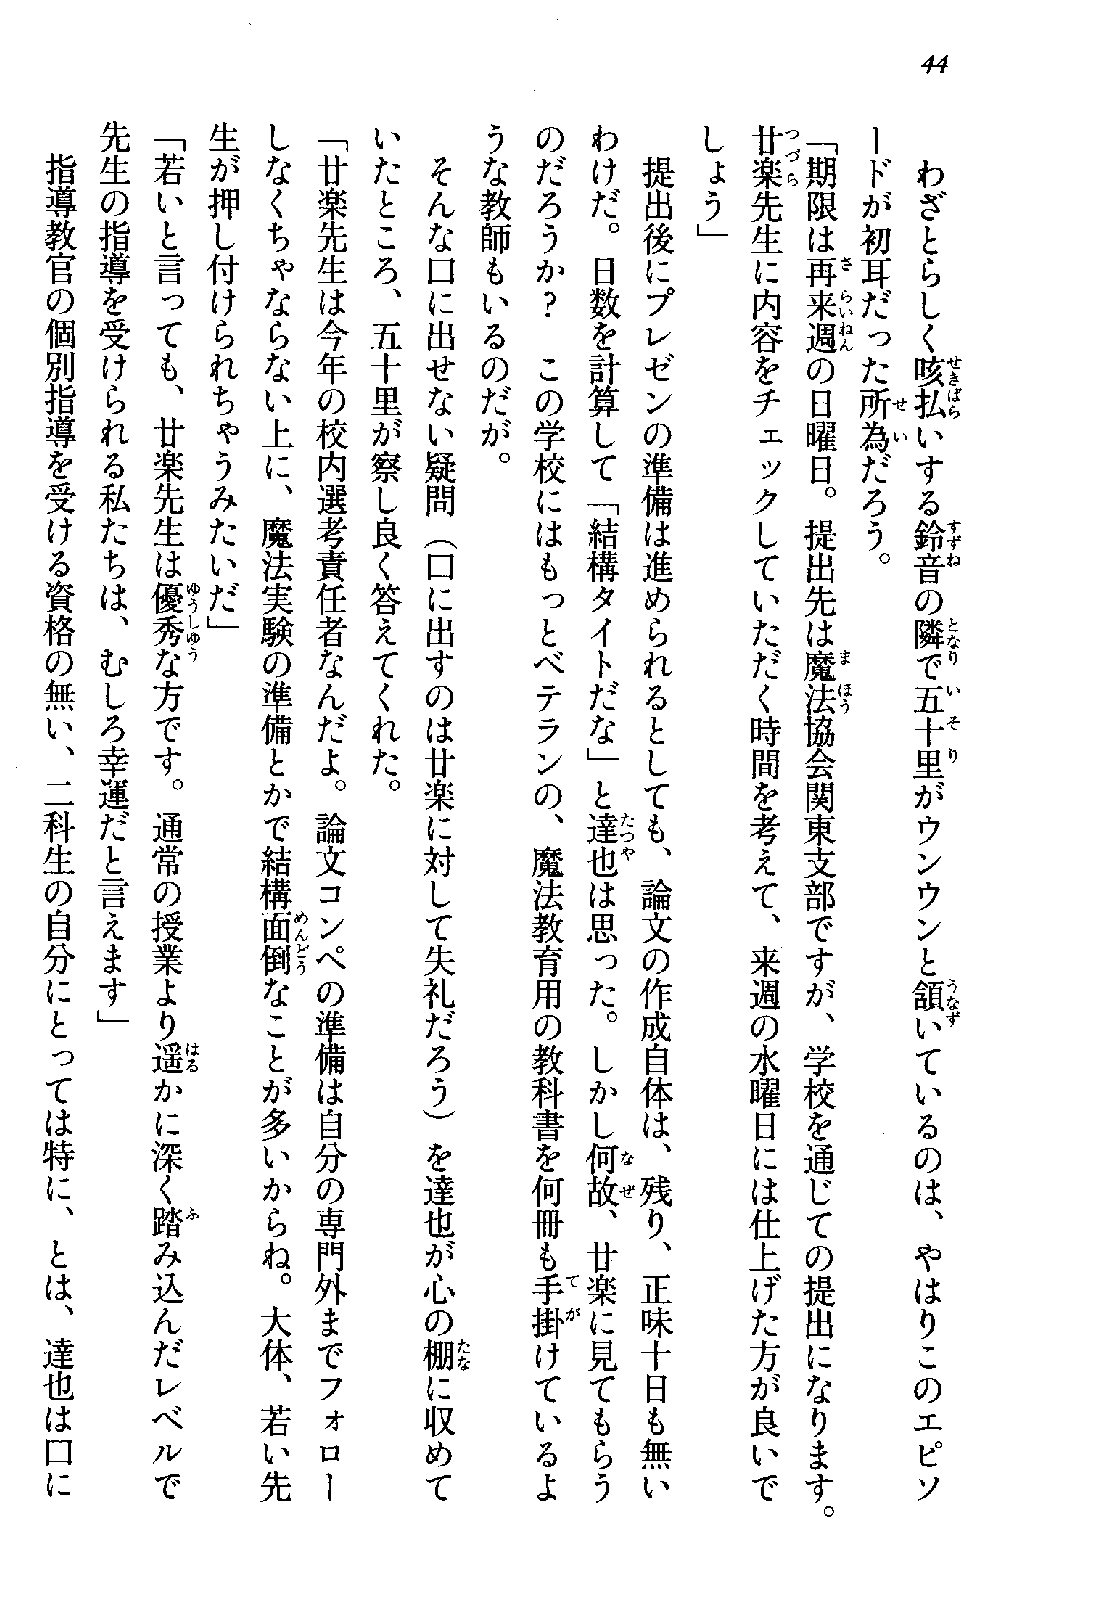 44
わざとらしく咳払いする鈴音の隣で五十里がウンウンと頷いているのは、やはりこのエピソ
ードが初耳だった所為だろう。
「期限は再来週の日曜日。提出先は魔法協会関東支部ですが、学校を通じての提出になります。
廿楽先生に内容をチェックしていただく時間を考えて、来週の水曜日には仕上げた方が良いで
しょう」
提出後にプレゼンの準備は進められるとしても、論文の作成自体は、残り、正味十日も無い
わけだ。日数を計算して「結構タイトだな」と達也は思った。しかし何故、廿楽に見てもらう
のだろうか？　この学校にはもっとベテランの、魔法教育用の教科書を何冊も手掛けているよ
うな教師もいるのだが。
そんな口に出せない疑問（口に出すのは廿楽に対して失礼だろう）を達也が心の棚に収めて
いたところ、五十里が察し良く答えてくれた。
「廿楽先生は今年の校内選考責任者なんだよ。論文コンペの準備は自分の専門外までフォロー
しなくちゃならない上に、魔法実験の準備とかで結構面倒なことが多いからね。大体、若い先
生が押し付けられちゃうみたいだ」
「若いと言っても、廿楽先生は優秀な方です。通常の授業より遥かに深く踏み込んだレベルで
先生の指導を受けられる私たちは、むしろ幸運だと言えます」
指導教官の個別指導を受ける資格の無い、二科生の自分にとっては特に、とは、達也は口に